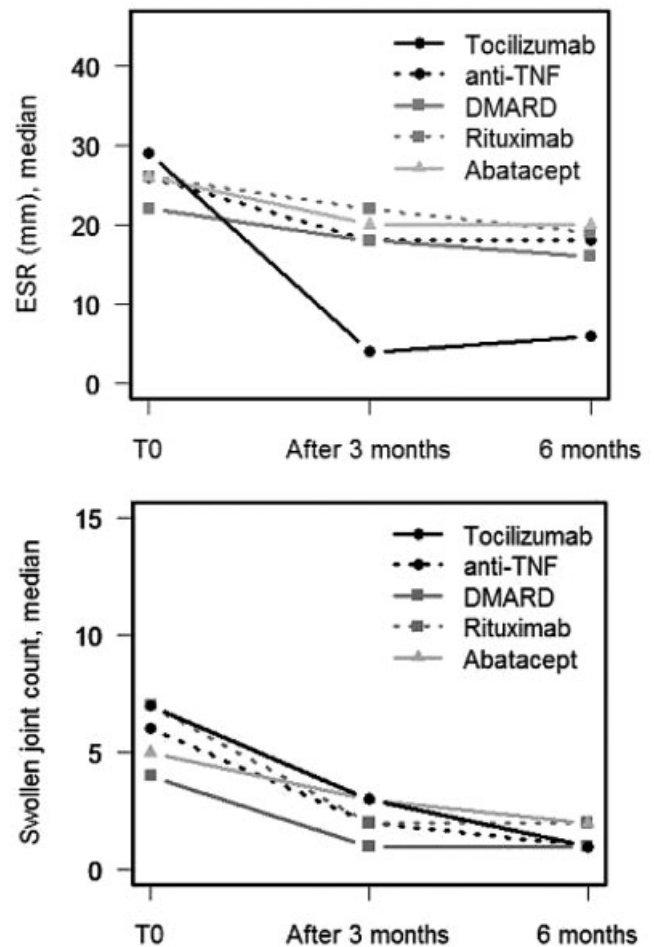 ESR (mm), median
40
30
20
10
0
Tocilizumab
anti-TNF
DMARD
Rituximab
Abatacept
T0 After 3 months 6 months
Swollen joint count, median
15
10
5
0
Tocilizumab
anti-TNF
DMARD
Rituximab
Abatacept
T0 After 3 months 6 months